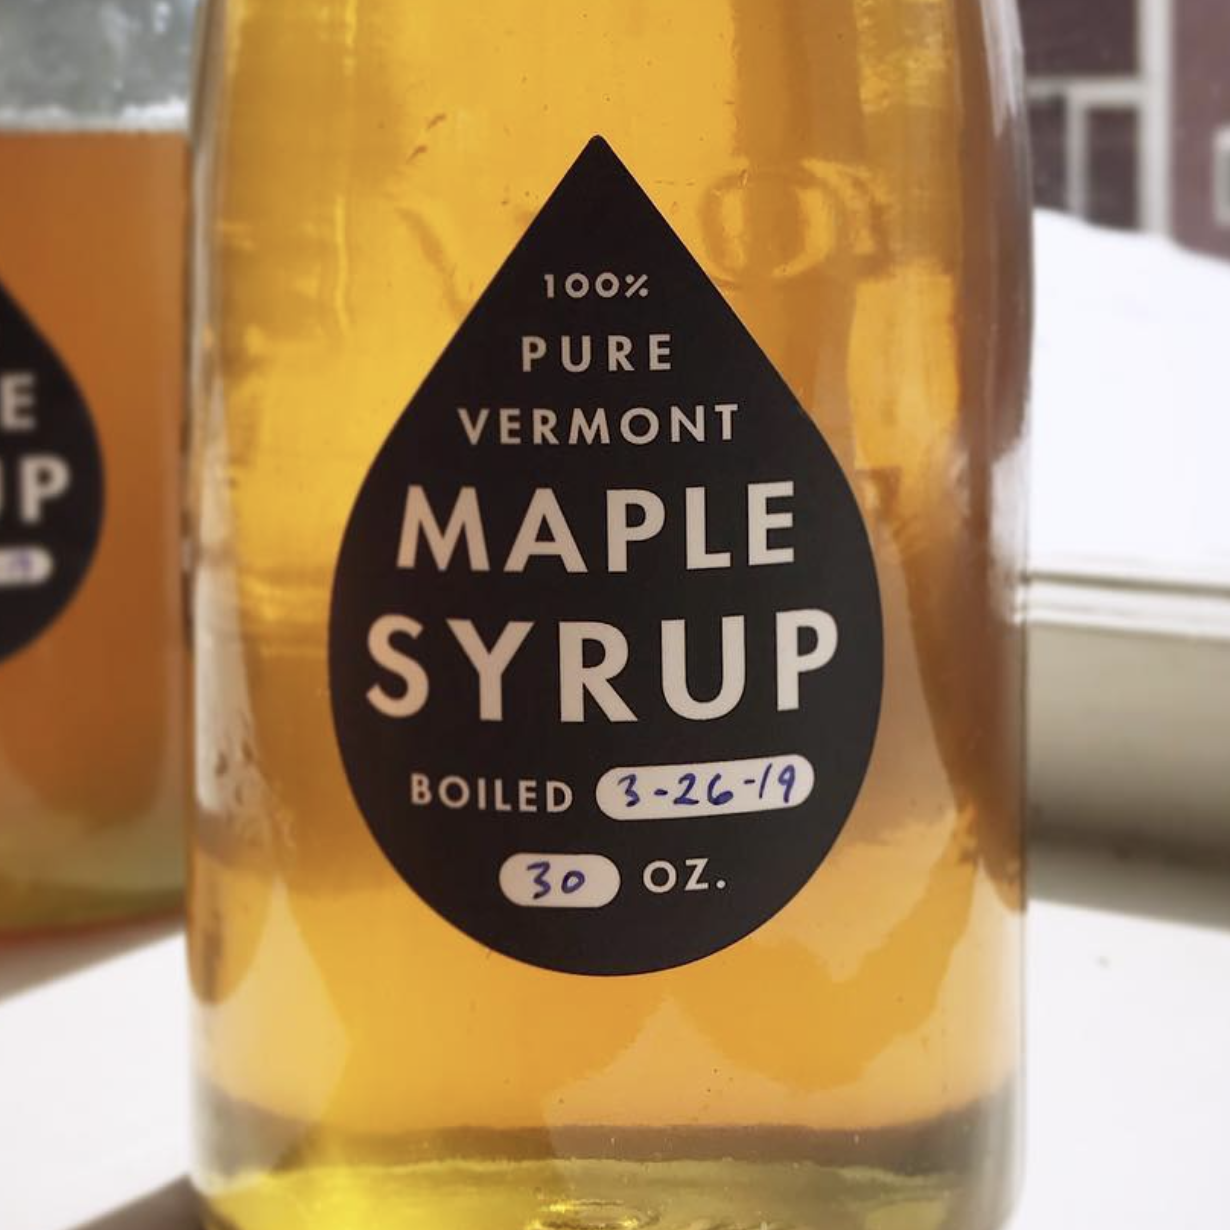 100%
PURE
VERMONT
MAPLE
SYRUP
BOILED 3-26-19
30 OZ.